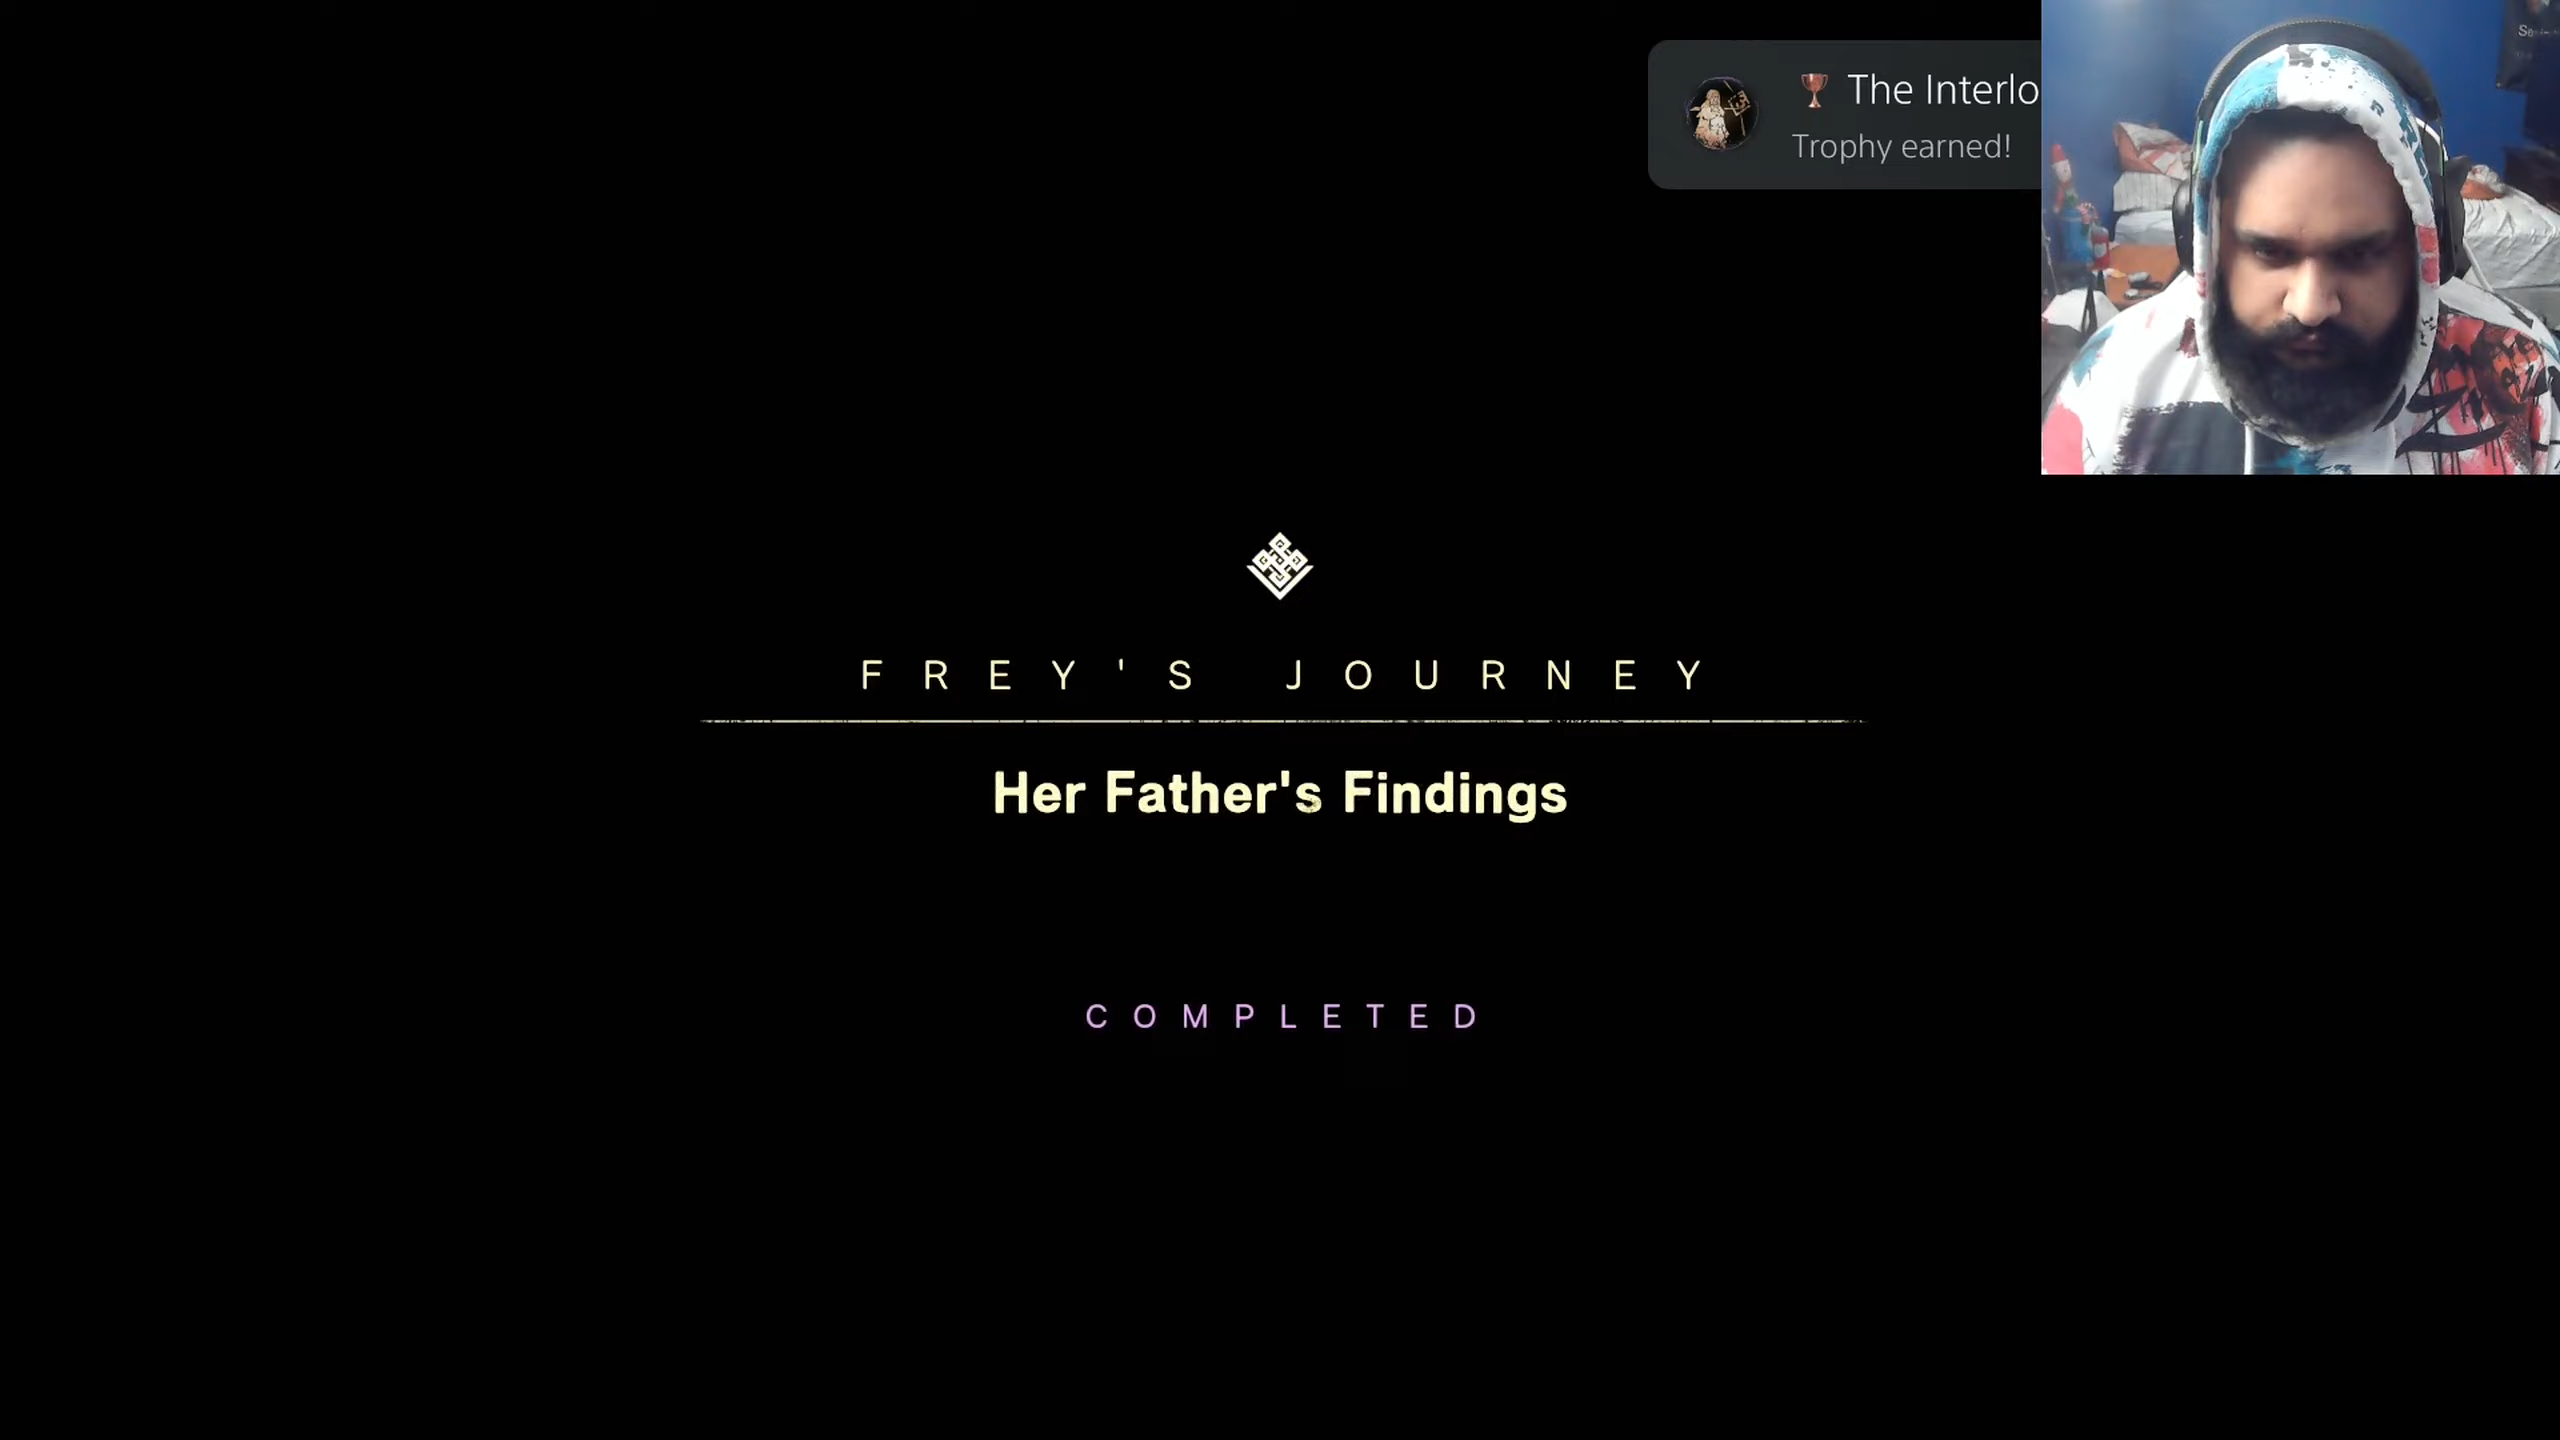 The Interlo
Trophy earned!
FREY'S JOURNEY
Her Father's Findings
COMPLETED